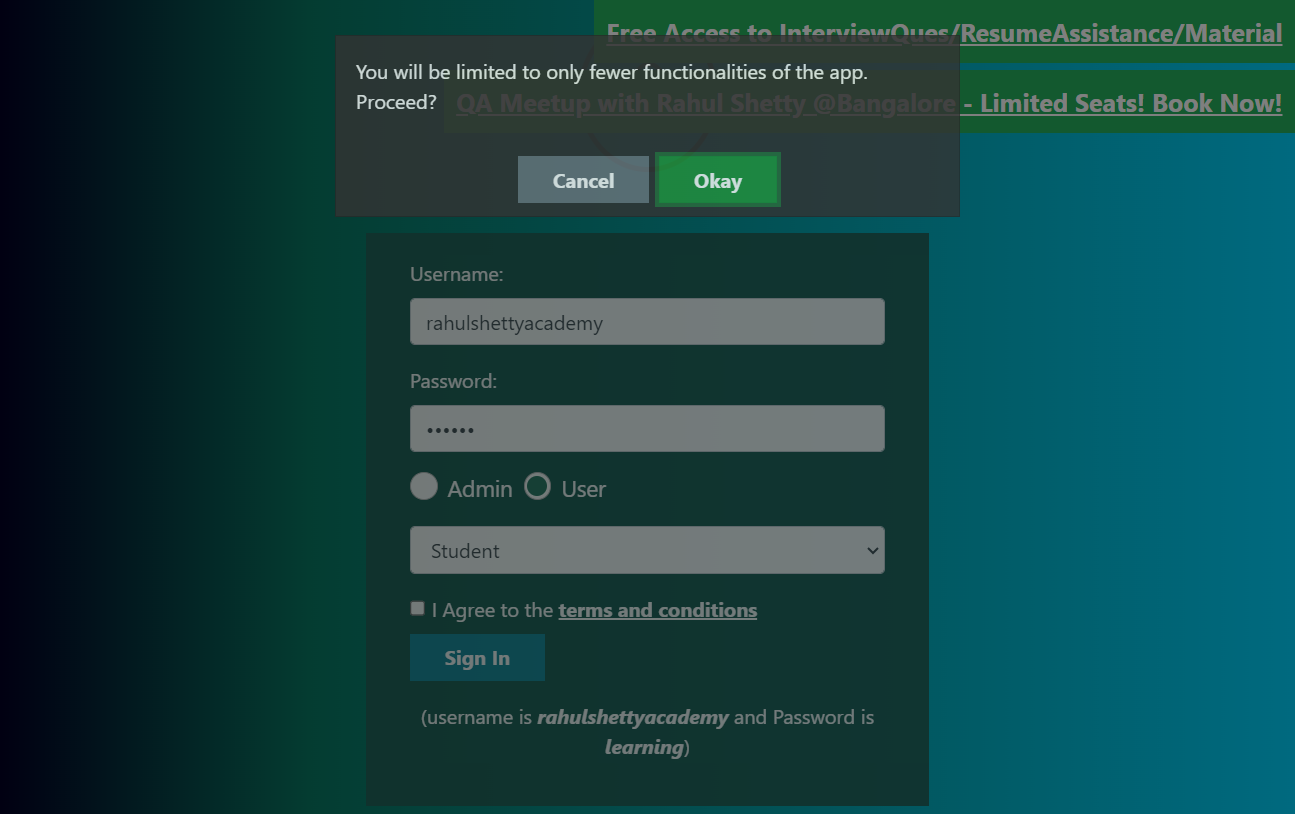 Free Access to InterviewQues/ResumeAssistance/Material
You will be limited to only fewer functionalities of the app.
Proceed?
QA Meetup with Rahul Shetty @Bangalore - Limited Seats! Book Now!
Cancel
Okay
Username:
rahulshettyacademy
Password:
••••••
Admin
User
Student
I Agree to the terms and conditions
Sign In
(username is rahulshettyacademy and Password is
learning)